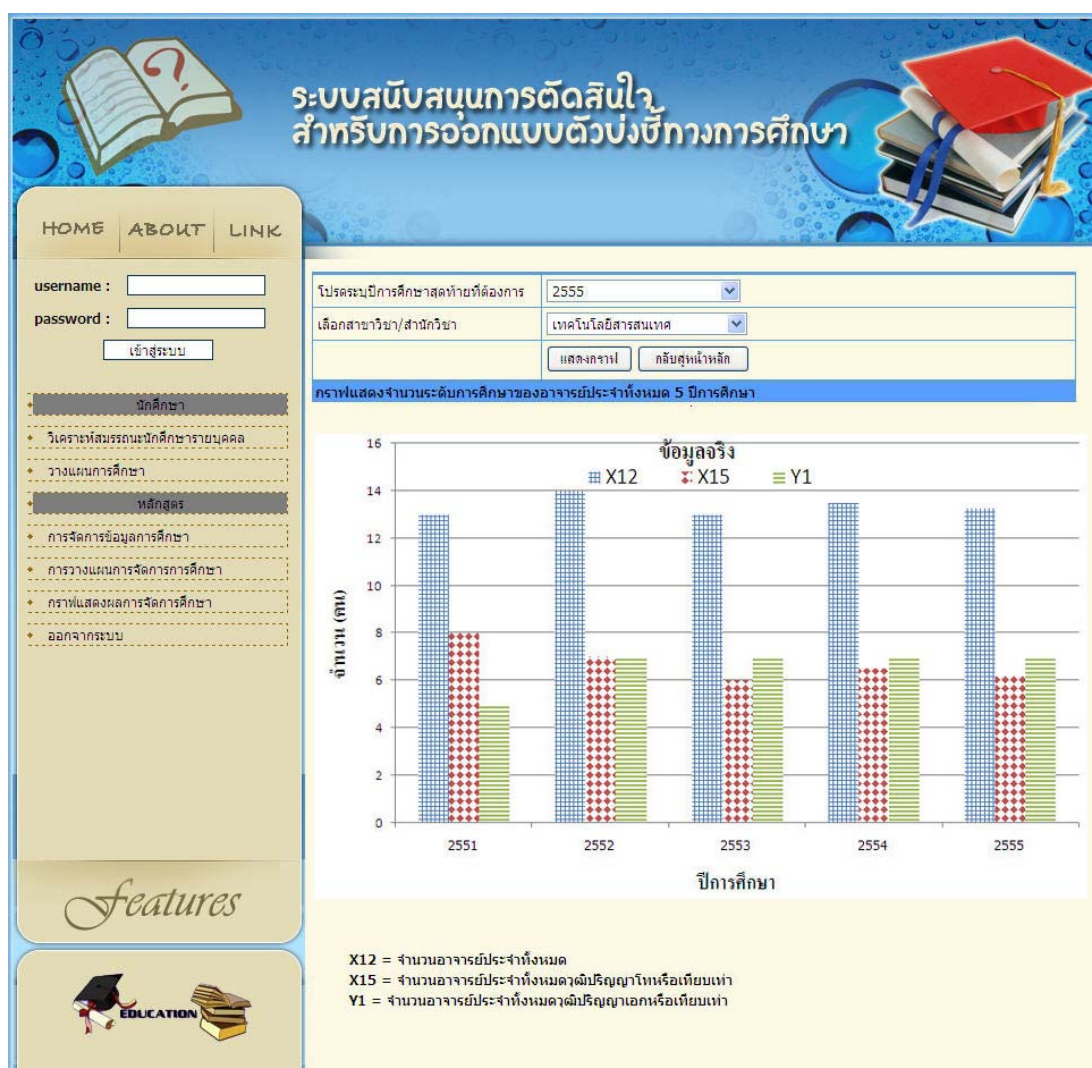 ระบบสนับสนุนการตัดสินใจ
สำหรับการออกแบบตัวบ่งชี้ทางการศึกษา
HOME ABOUT LINK
username :
password :
เข้าสู่ระบบ
นักศึกษา
วิเคราะห์สมรรถนะนักศึกษารายบุคคล
วางแผนการศึกษา
หลักสูตร
การจัดการข้อมูลการศึกษา
การวางแผนการจัดการการศึกษา
กราฟแสดงผลการจัดการศึกษา
ออกจากระบบ
Features
EDUCATION
โปรดระบุปีการศึกษาสุดท้ายที่ต้องการ 2555
เลือกสาขาวิชา/สำนักวิชา เทคโนโลยีสารสนเทศ
แสดงกราฟ กลับสู่หน้าหลัก
กราฟแสดงจำนวนระดับการศึกษาของอาจารย์ประจำทั้งหมด 5 ปีการศึกษา
ข้อมูลจริง
X12 X15 Y1
16
14
12
10
8
6
4
2
0
จำนวน (คน)
2551 2552 2553 2554 2555
ปีการศึกษา
X12 = จำนวนอาจารย์ประจำทั้งหมด
X15 = จำนวนอาจารย์ประจำทั้งหมดวุฒิปริญญาโทหรือเทียบเท่า
Y1 = จำนวนอาจารย์ประจำทั้งหมดวุฒิปริญญาเอกหรือเทียบเท่า